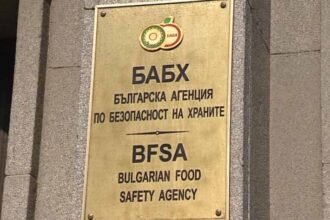 БАБХ
БЪЛГАРСКА АГЕНЦИЯ
ПО БЕЗОПАСНОСТ НА ХРАНИТЕ
BFSA
BULGARIAN FOOD
SAFETY AGENCY